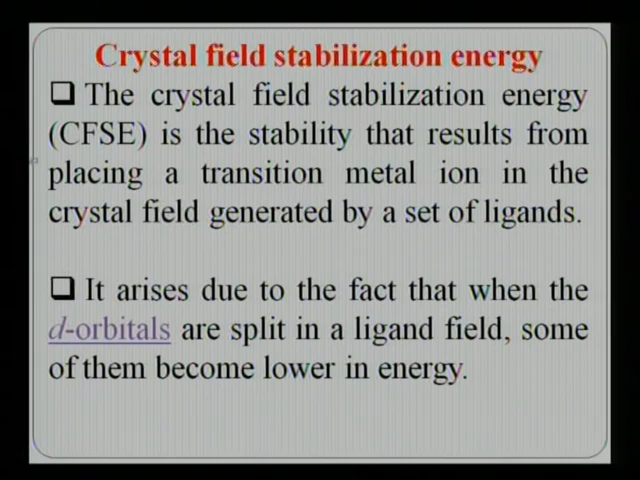 Crystal field stabilization energy
❑ The crystal field stabilization energy
(CFSE) is the stability that results from
placing a transition metal ion in the
crystal field generated by a set of ligands.
❑ It arises due to the fact that when the
d-orbitals are split in a ligand field, some
of them become lower in energy.